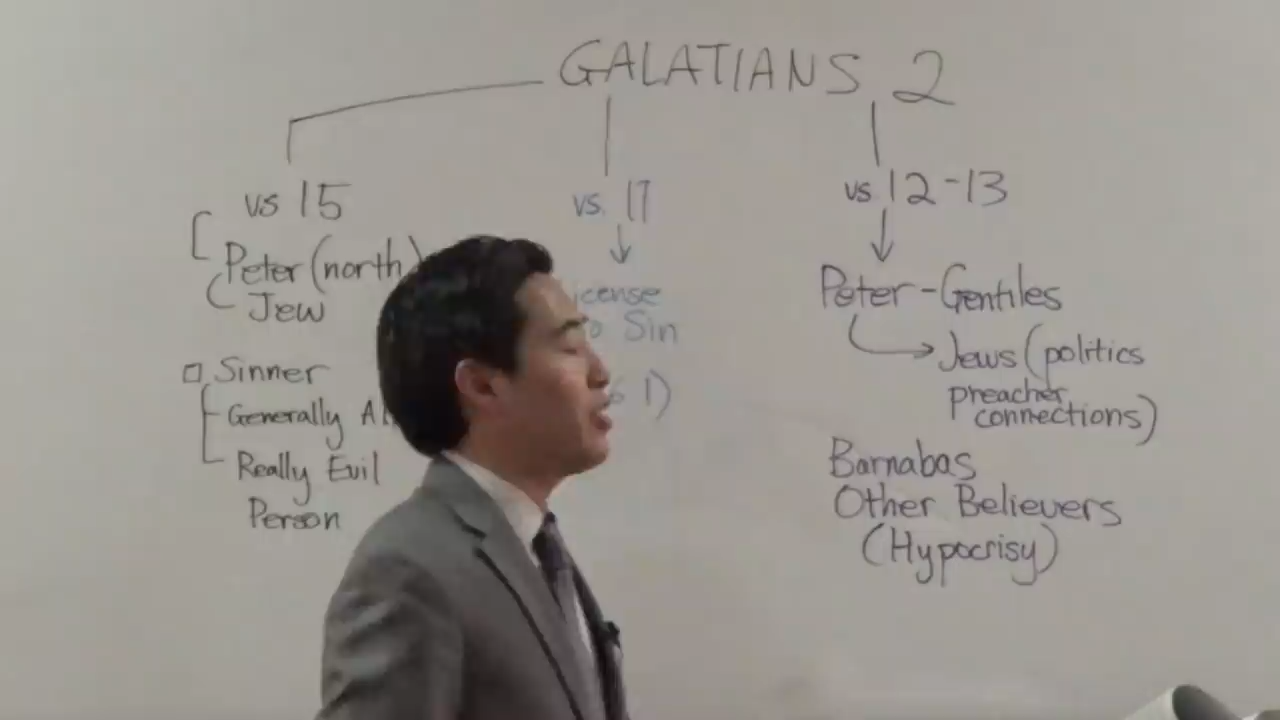 GALATIANS 2
vs 15
Peter (north
Jew
Sinner
Generally
Really Evil
Person
vs. 17
Sin
vs. 12-13
Peter - Gentiles
Jews (politics
preacher
connections)
Barnabas
Other Believers
(Hypocrisy)